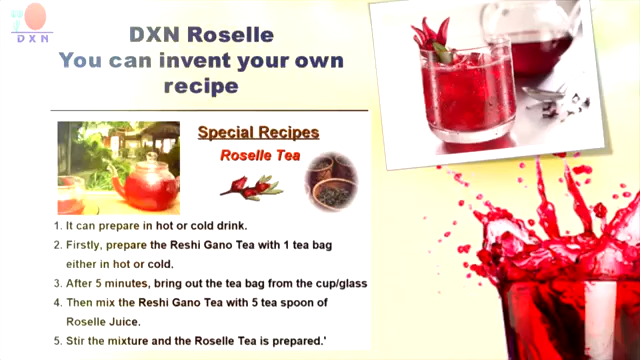 DXN
DXN Roselle
You can invent your own
recipe
Special Recipes
Roselle Tea
1. It can prepare in hot or cold drink.
2. Firstly, prepare the Reshi Gano Tea with 1 tea bag
either in hot or cold.
3. After 5 minutes, bring out the tea bag from the cup/glass
4. Then mix the Reshi Gano Tea with 5 tea spoon of
Roselle Juice.
5. Stir the mixture and the Roselle Tea is prepared.'